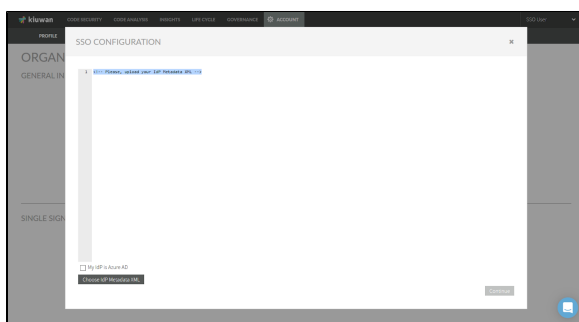 kiuwan CODE SECURITY CODE ANALYSIS INSIGHTS LIFE CYCLE GOVERNANCE ACCOUNT SSO User
PROFILE
SSO CONFIGURATION ×
ORGAN
GENERAL IN
1 <!-- Please, upload your IdP Metadata XML -->
SINGLE SIGN
My IdP is Azure AD
Choose IdP Metadata XML
Continue